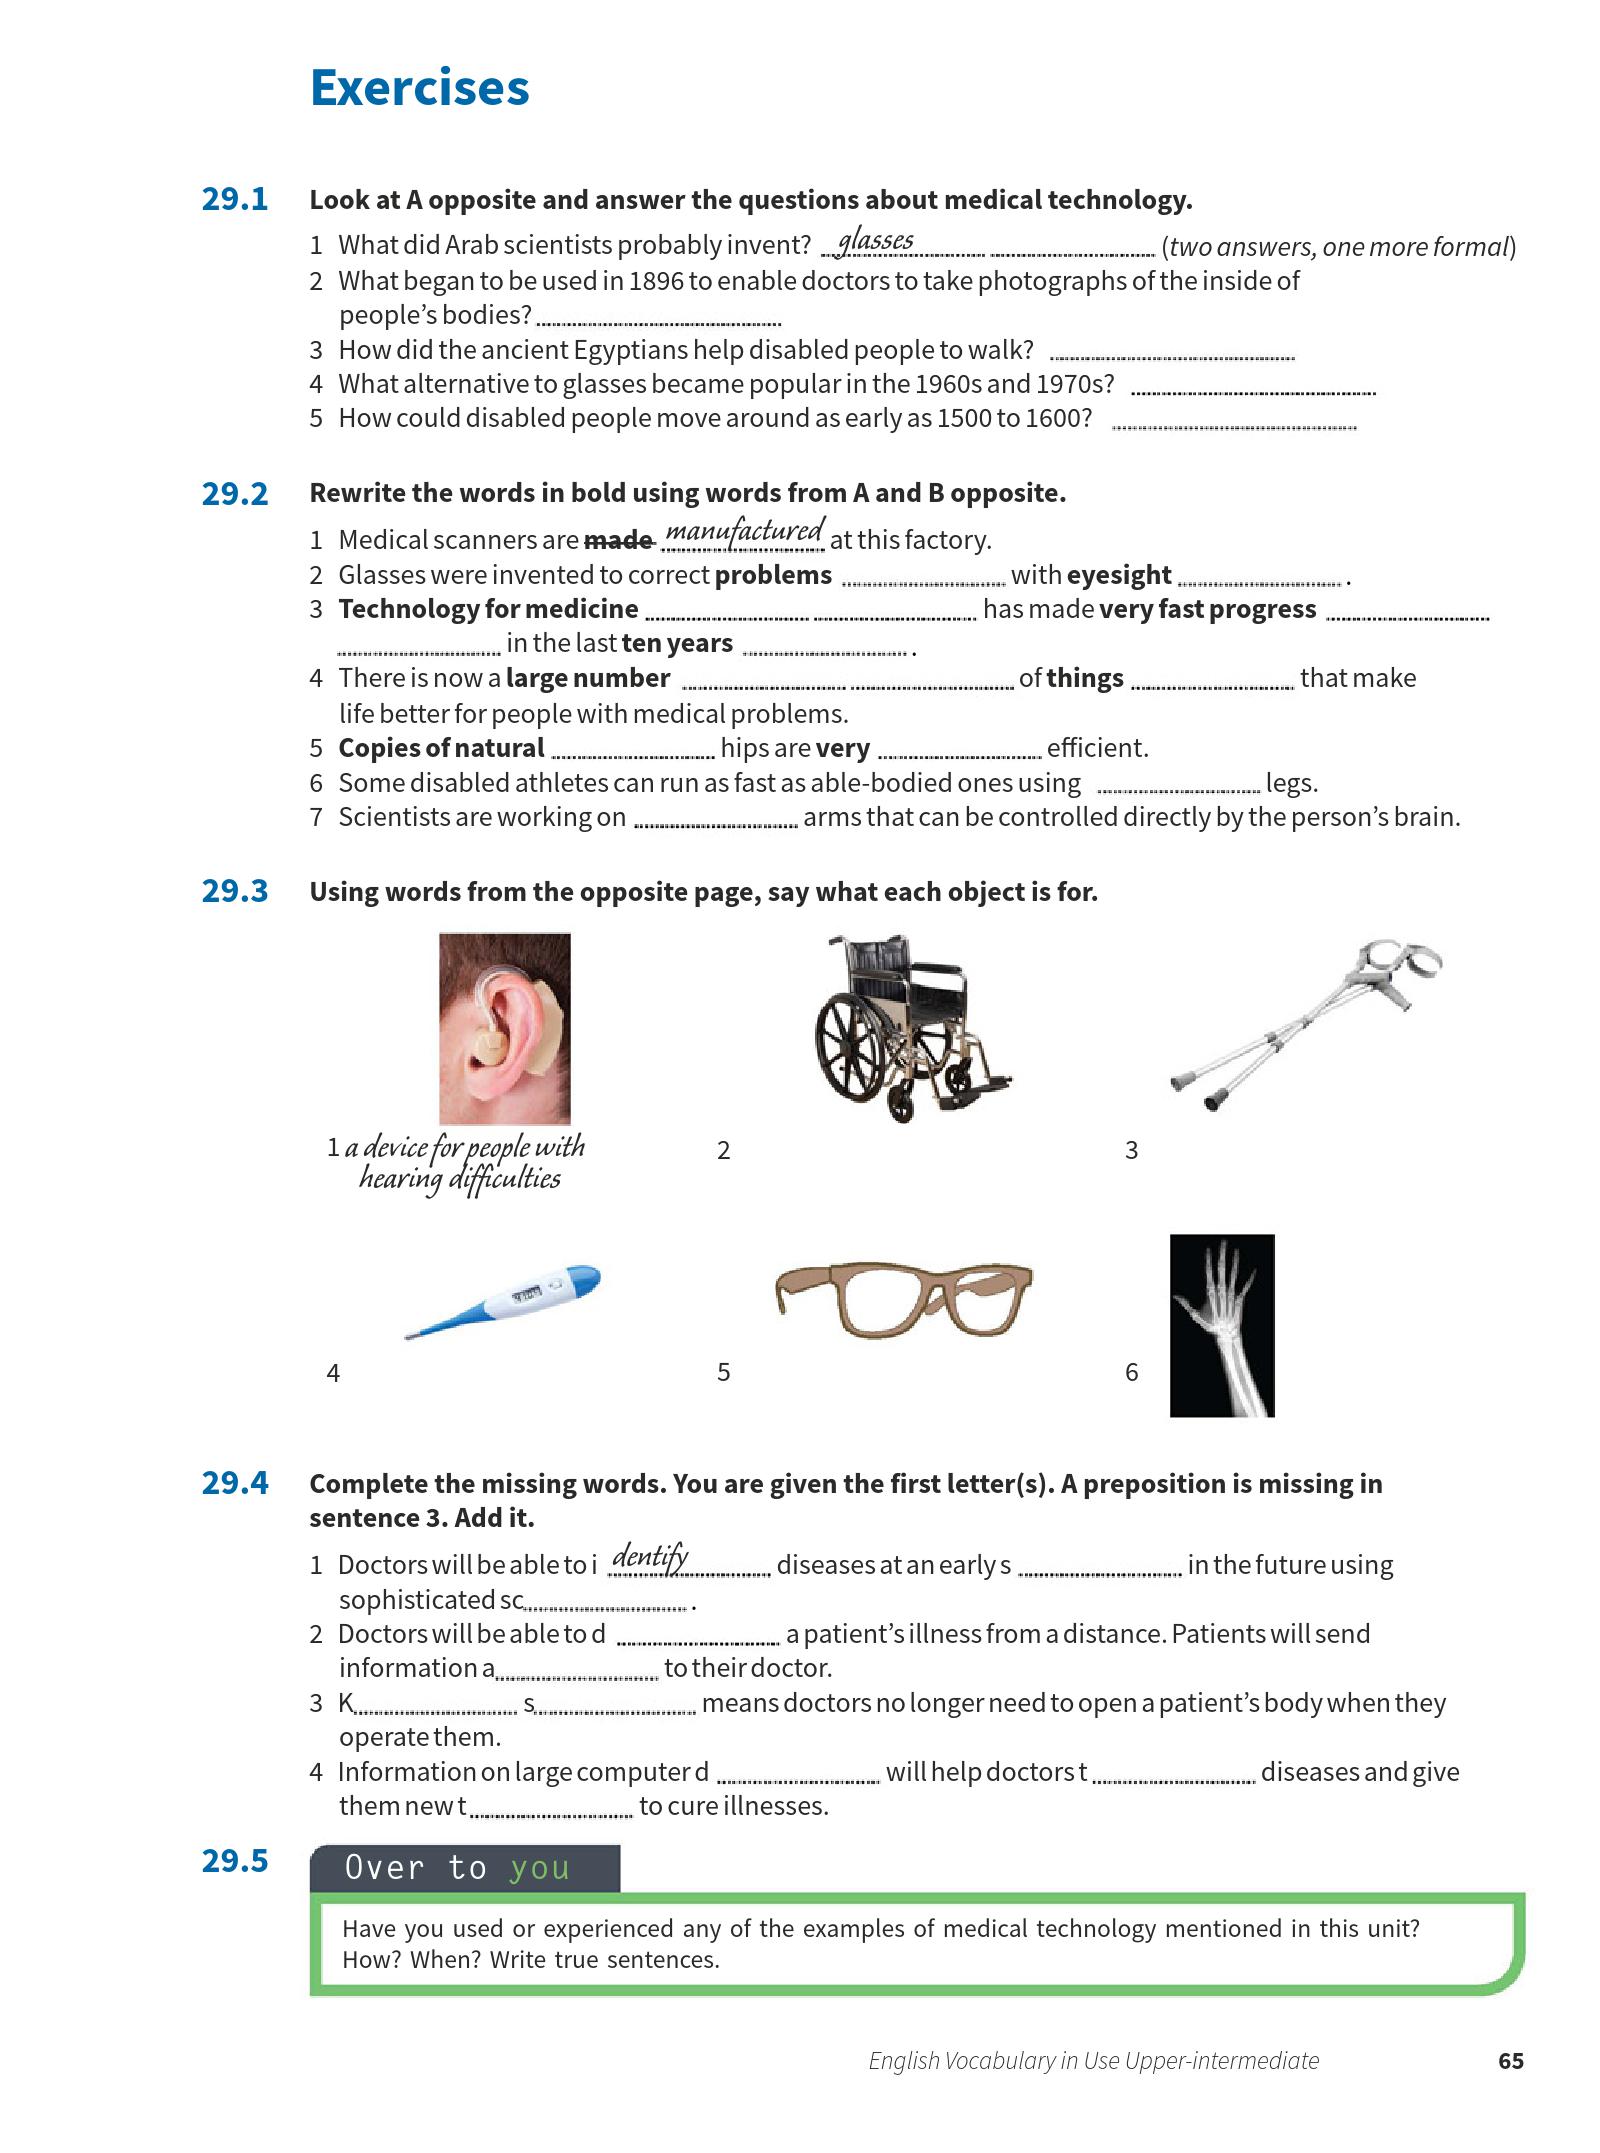 Exercises
29.1 Look at A opposite and answer the questions about medical technology.
1 What did Arab scientists probably invent? glasses (two answers, one more formal)
2 What began to be used in 1896 to enable doctors to take photographs of the inside of
people's bodies?
3 How did the ancient Egyptians help disabled people to walk?
4 What alternative to glasses became popular in the 1960s and 1970s?
5 How could disabled people move around as early as 1500 to 1600?
29.2 Rewrite the words in bold using words from A and B opposite.
1 Medical scanners are made manufactured at this factory.
2 Glasses were invented to correct problems with eyesight .
3 Technology for medicine has made very fast progress
in the last ten years .
4 There is now a large number of things that make
life better for people with medical problems.
5 Copies of natural hips are very efficient.
6 Some disabled athletes can run as fast as able-bodied ones using legs.
7 Scientists are working on arms that can be controlled directly by the person's brain.
29.3 Using words from the opposite page, say what each object is for.
1 a device for people with
hearing difficulties
2
3
4
5
6
29.4 Complete the missing words. You are given the first letter(s). A preposition is missing in
sentence 3. Add it.
1 Doctors will be able to i dentify diseases at an early s in the future using
sophisticated sc .
2 Doctors will be able to d a patient's illness from a distance. Patients will send
information a to their doctor.
3 K s means doctors no longer need to open a patient's body when they
operate them.
4 Information on large computer d will help doctors t diseases and give
them new t to cure illnesses.
29.5 Over to you
Have you used or experienced any of the examples of medical technology mentioned in this unit?
How? When? Write true sentences.
English Vocabulary in Use Upper-intermediate 65